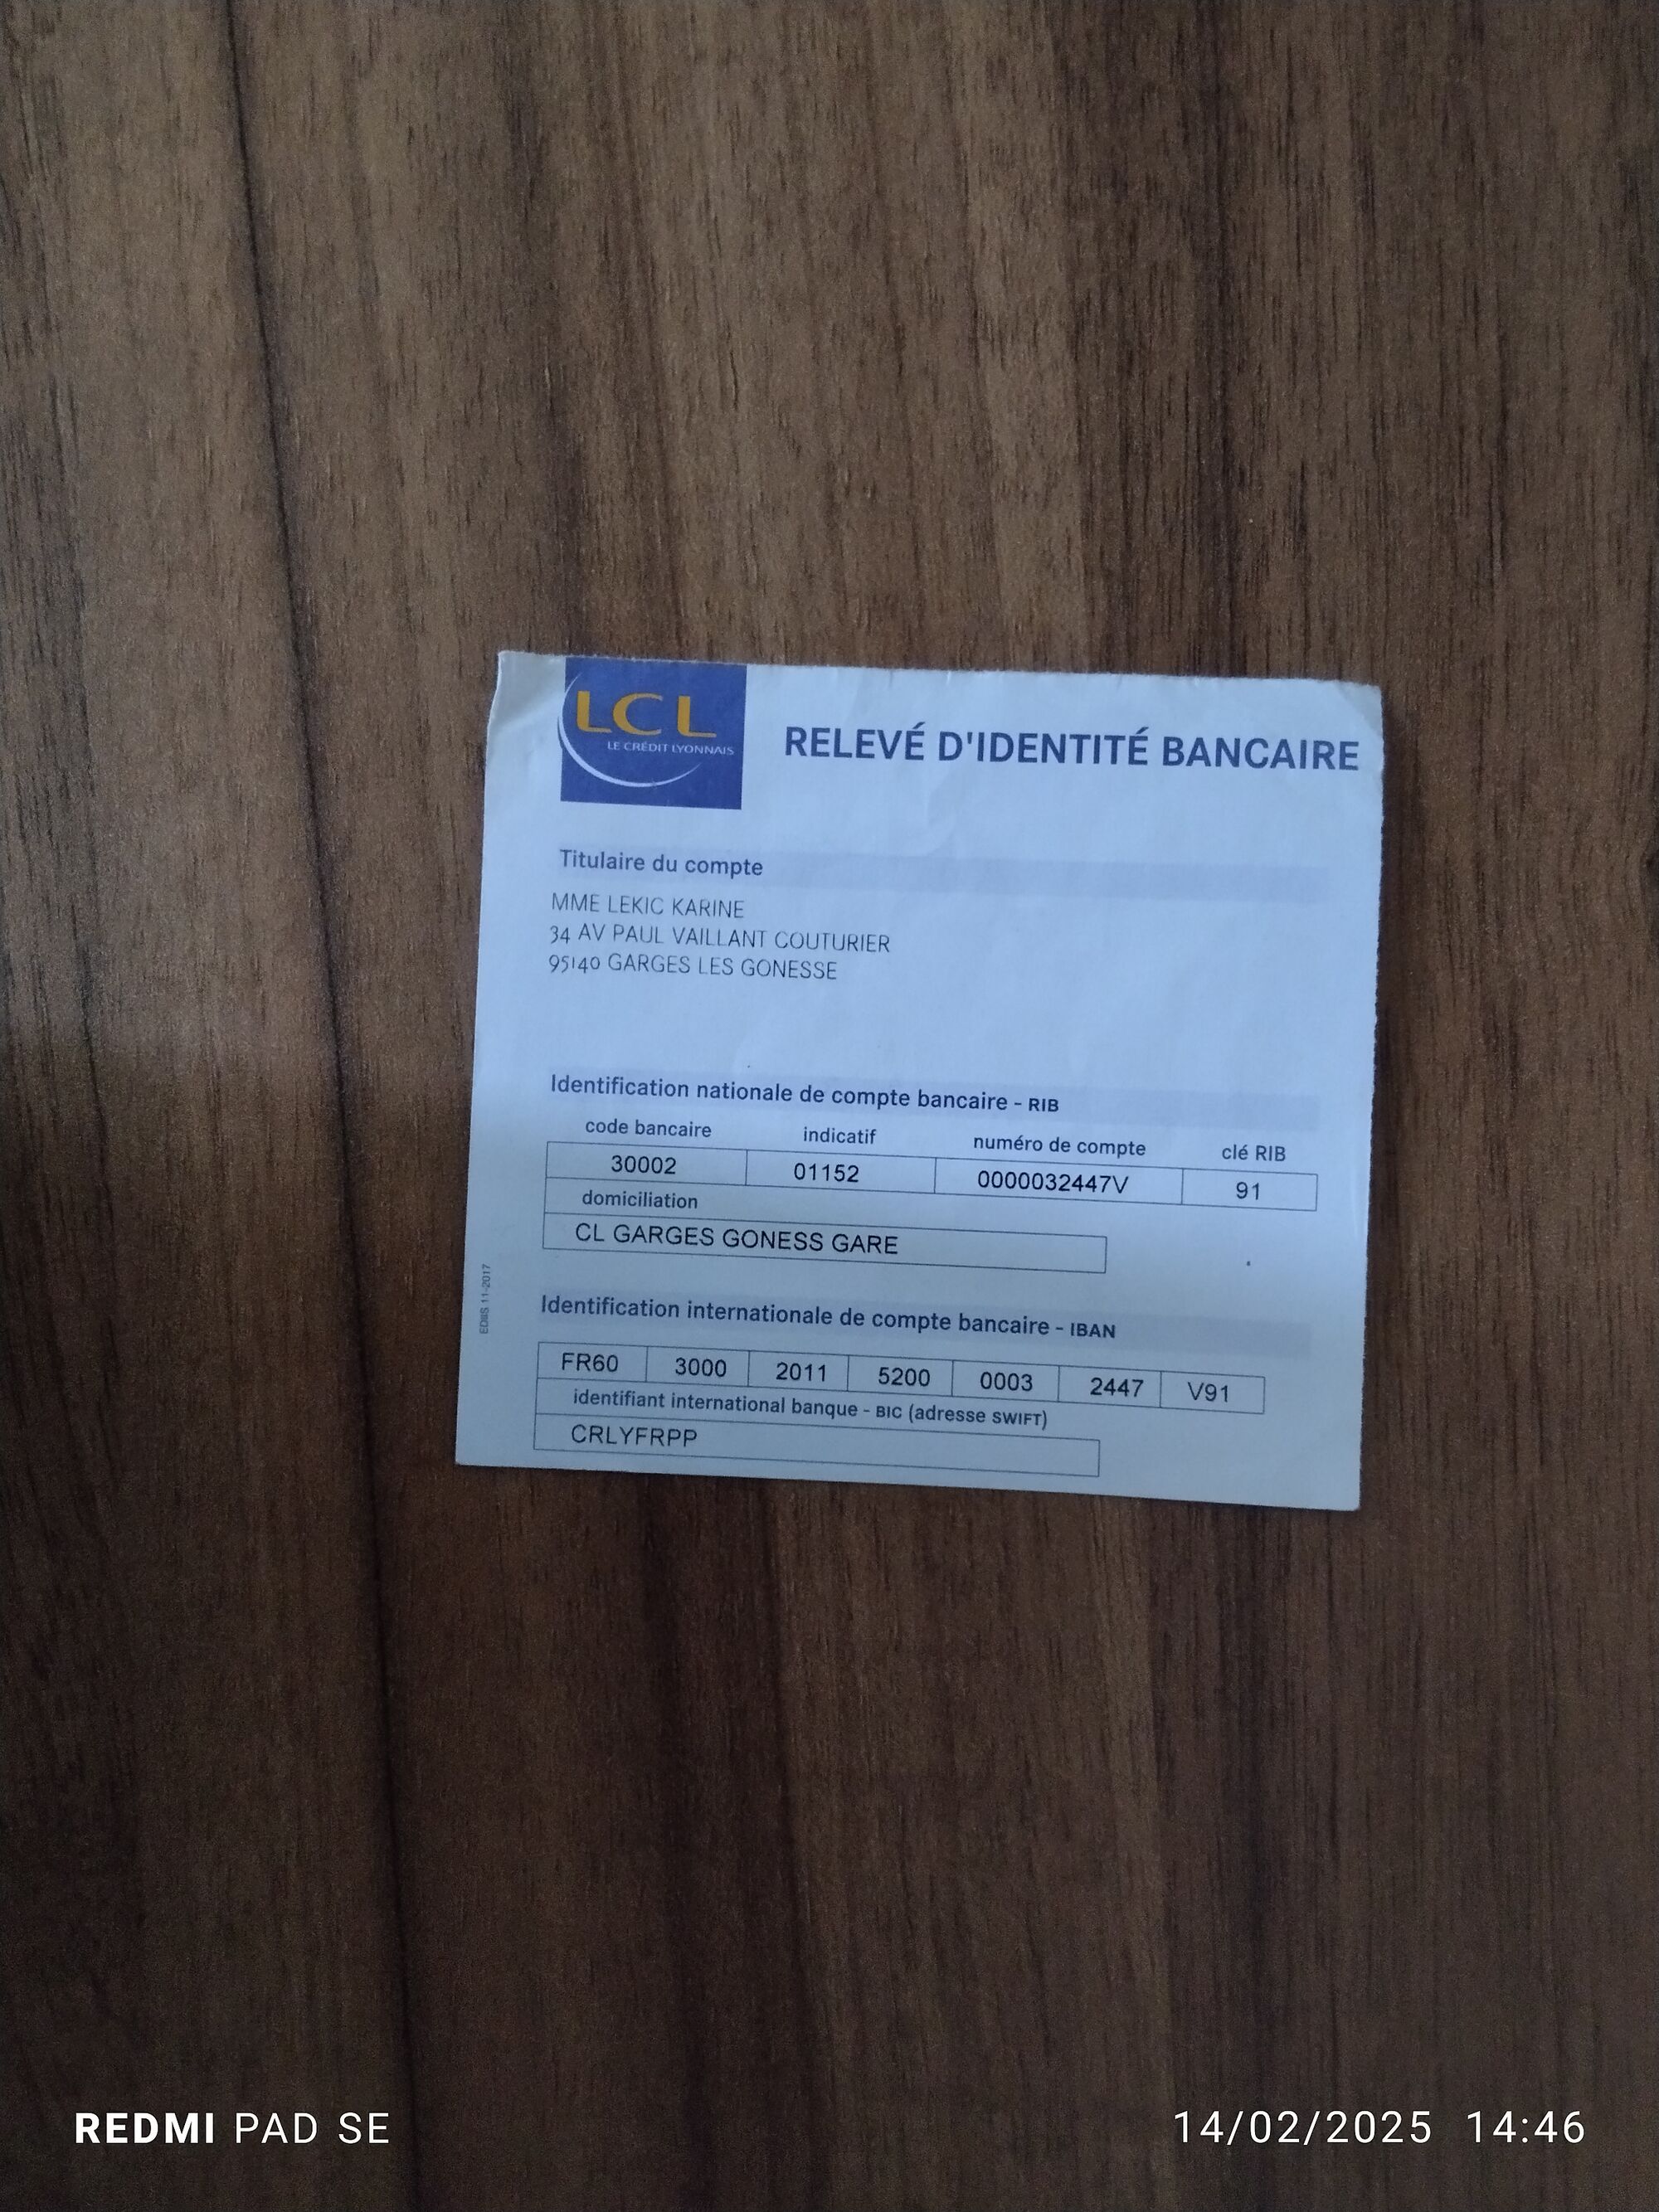 LCL
LE CRÉDIT LYONNAIS
RELEVÉ D'IDENTITÉ BANCAIRE
Titulaire du compte
MME LEKIC KARINE
34 AV PAUL VAILLANT COUTURIER
95140 GARGES LES GONESSE
Identification nationale de compte bancaire - RIB
code bancaire indicatif numéro de compte clé RIB
30002 01152 0000032447V 91
domiciliation
CL GARGES GONESS GARE
EDIIS 11-2017
Identification internationale de compte bancaire - IBAN
FR60 3000 2011 5200 0003 2447 V91
identifiant international banque - BIC (adresse SWIFT)
CRLYFRPP
REDMI PAD SE
14/02/2025 14:46